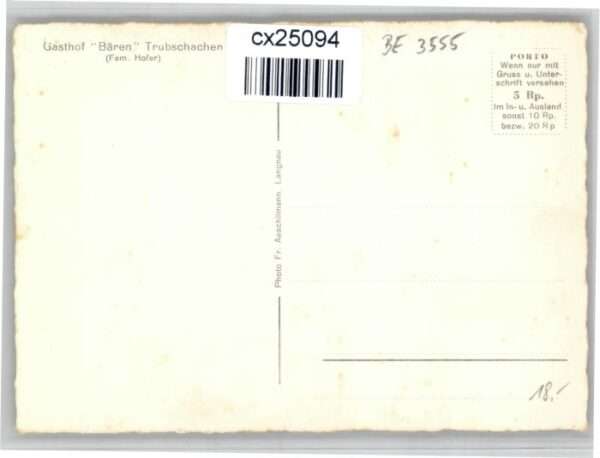 Gasthof "Bären" Trubschachen
(Fam. Hofer)
cx25094
BE 3555
PORTO
Wenn nur mit
Gruss u. Unter-
schrift versehen
5 Rp.
im In- u. Ausland
sonst 10 Rp.
bezw. 20 Rp
Photo Fr. Aeschlimann, Langnau
18.-